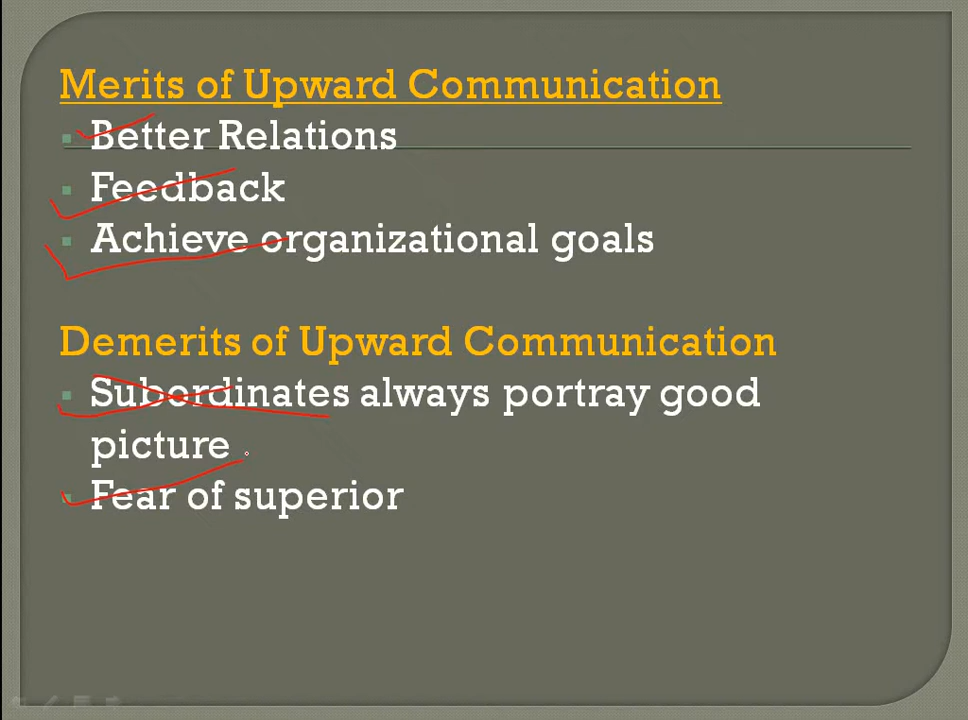 Merits of Upward Communication
Better Relations
Feedback
Achieve organizational goals
Demerits of Upward Communication
Subordinates always portray good
picture
Fear of superior